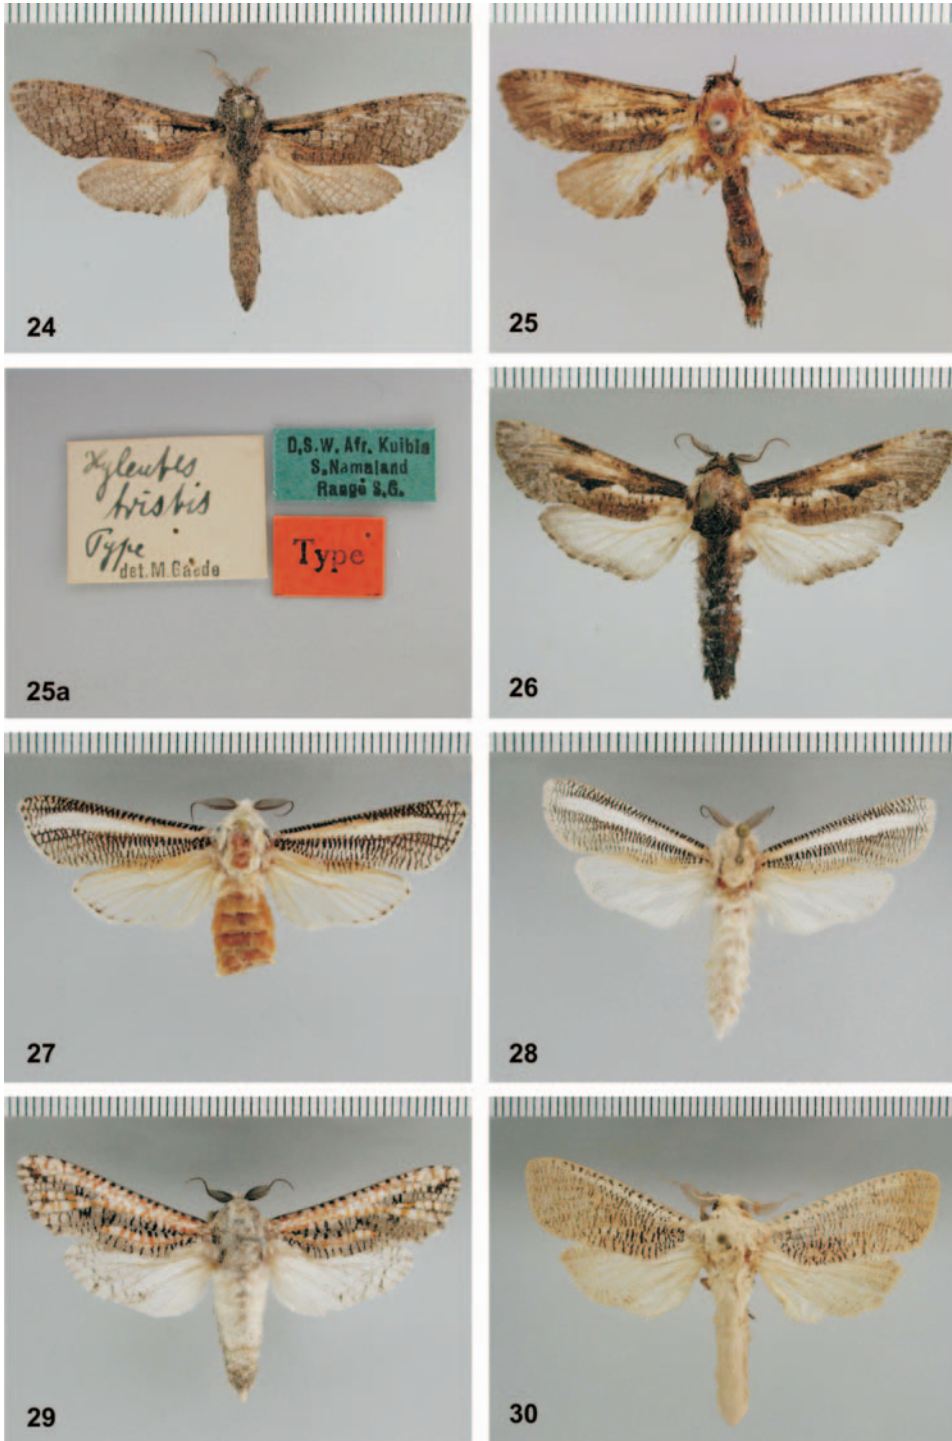 24
25
Xyleutes
tristis
Type
det. M. Gaede
D.S.W. Afr. Kuibis
S. Namaland
Range S.G.
Type
25a
26
27
28
29
30